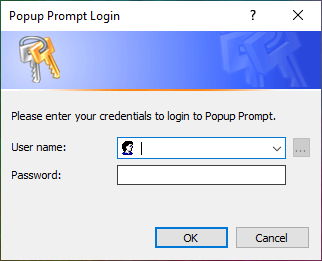 Popup Prompt Login
?
Please enter your credentials to login to Popup Prompt.
User name:
...
Password:
OK
Cancel